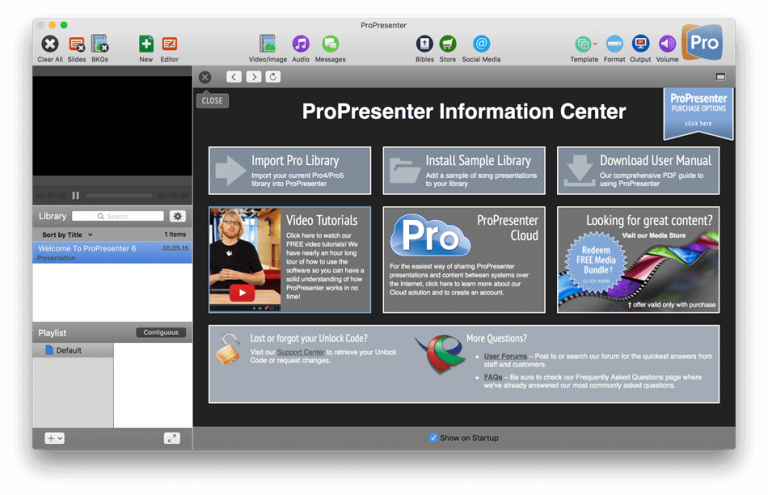 ProPresenter
Clear All Slides BKGs New Editor Video/Image Audio Messages Bibles Store Social Media Template Format Output Volume Pro
CLOSE
ProPresenter Information Center
ProPresenter
PURCHASE OPTIONS
click here
Import Pro Library
Import your current Pro4/Pro5
library into ProPresenter
Install Sample Library
Add a sample of song presentations
to your library
Download User Manual
Our comprehensive PDF guide to
using ProPresenter
Library Search
Sort by Title 1 Items
Welcome To ProPresenter 6 05.05.15
Presentation
Video Tutorials
Click here to watch our
FREE video tutorials! We
have nearly an hour long
tour of how to use the
software so you can have a
solid understanding of how
ProPresenter works in no
time!
Pro
ProPresenter
Cloud
For the easiest way of sharing ProPresenter
presentations and content between systems over
the Internet, click here to learn more about our
Cloud solution and to create an account.
Looking for great content?
Visit our Media Store
Redeem
FREE Media
Bundle †
CLICK HERE
† offer valid only with purchase
Playlist Contiguous
Default
Lost or forgot your Unlock Code?
Visit our Support Center to retrieve your Unlock
Code or request changes.
More Questions?
• User Forums – Post to or search our forum for the quickest answers from
staff and customers.
• FAQs – Be sure to check our Frequently Asked Questions page where
we've already answered our most commonly asked questions.
Show on Startup